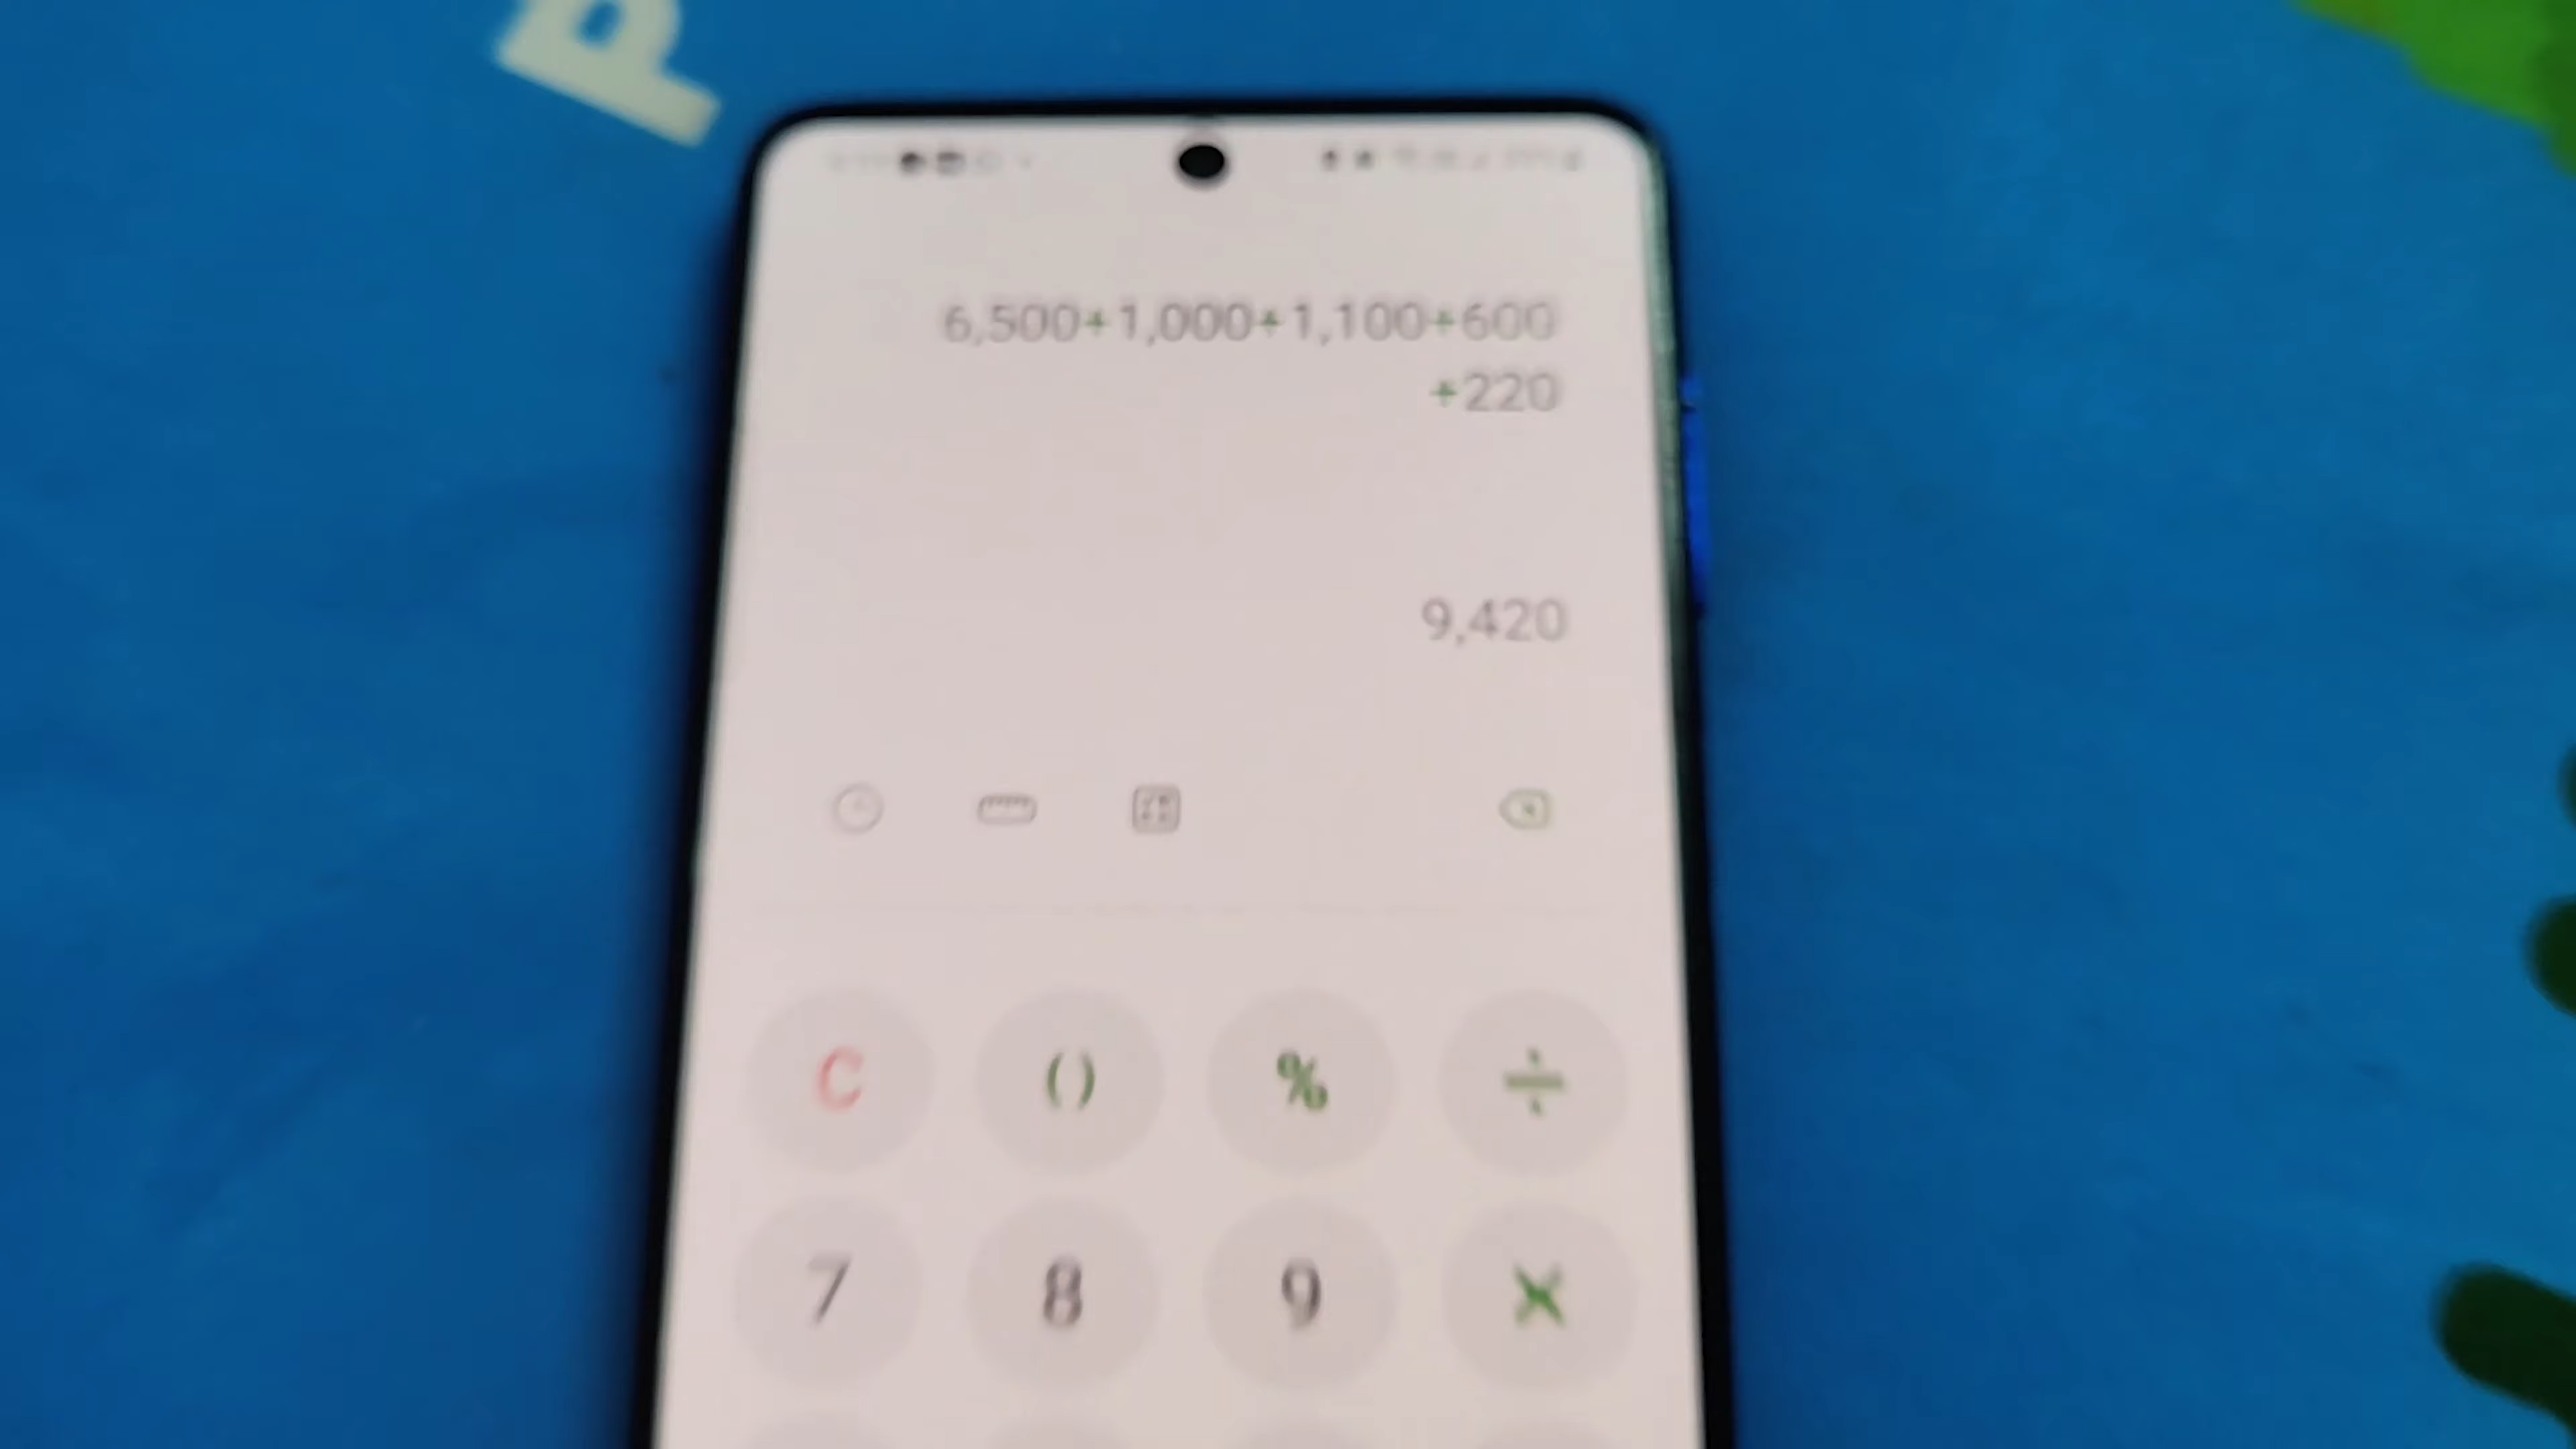 P
6,500+1,000+1,100+600
+220
9,420
C () % ÷
7 8 9 ×